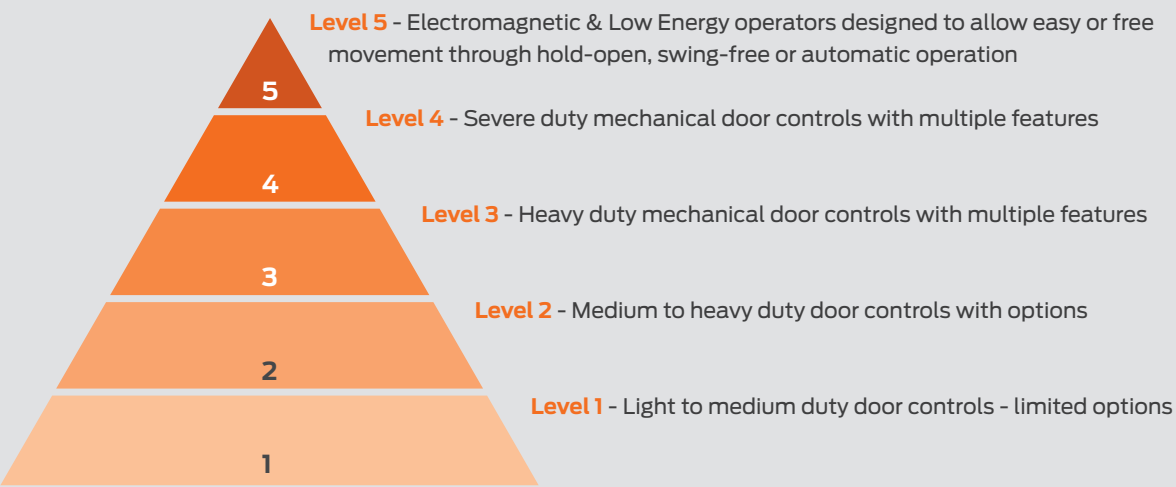 Level 5 - Electromagnetic & Low Energy operators designed to allow easy or free
movement through hold-open, swing-free or automatic operation
5
Level 4 - Severe duty mechanical door controls with multiple features
4
Level 3 - Heavy duty mechanical door controls with multiple features
3
Level 2 - Medium to heavy duty door controls with options
2
Level 1 - Light to medium duty door controls - limited options
1